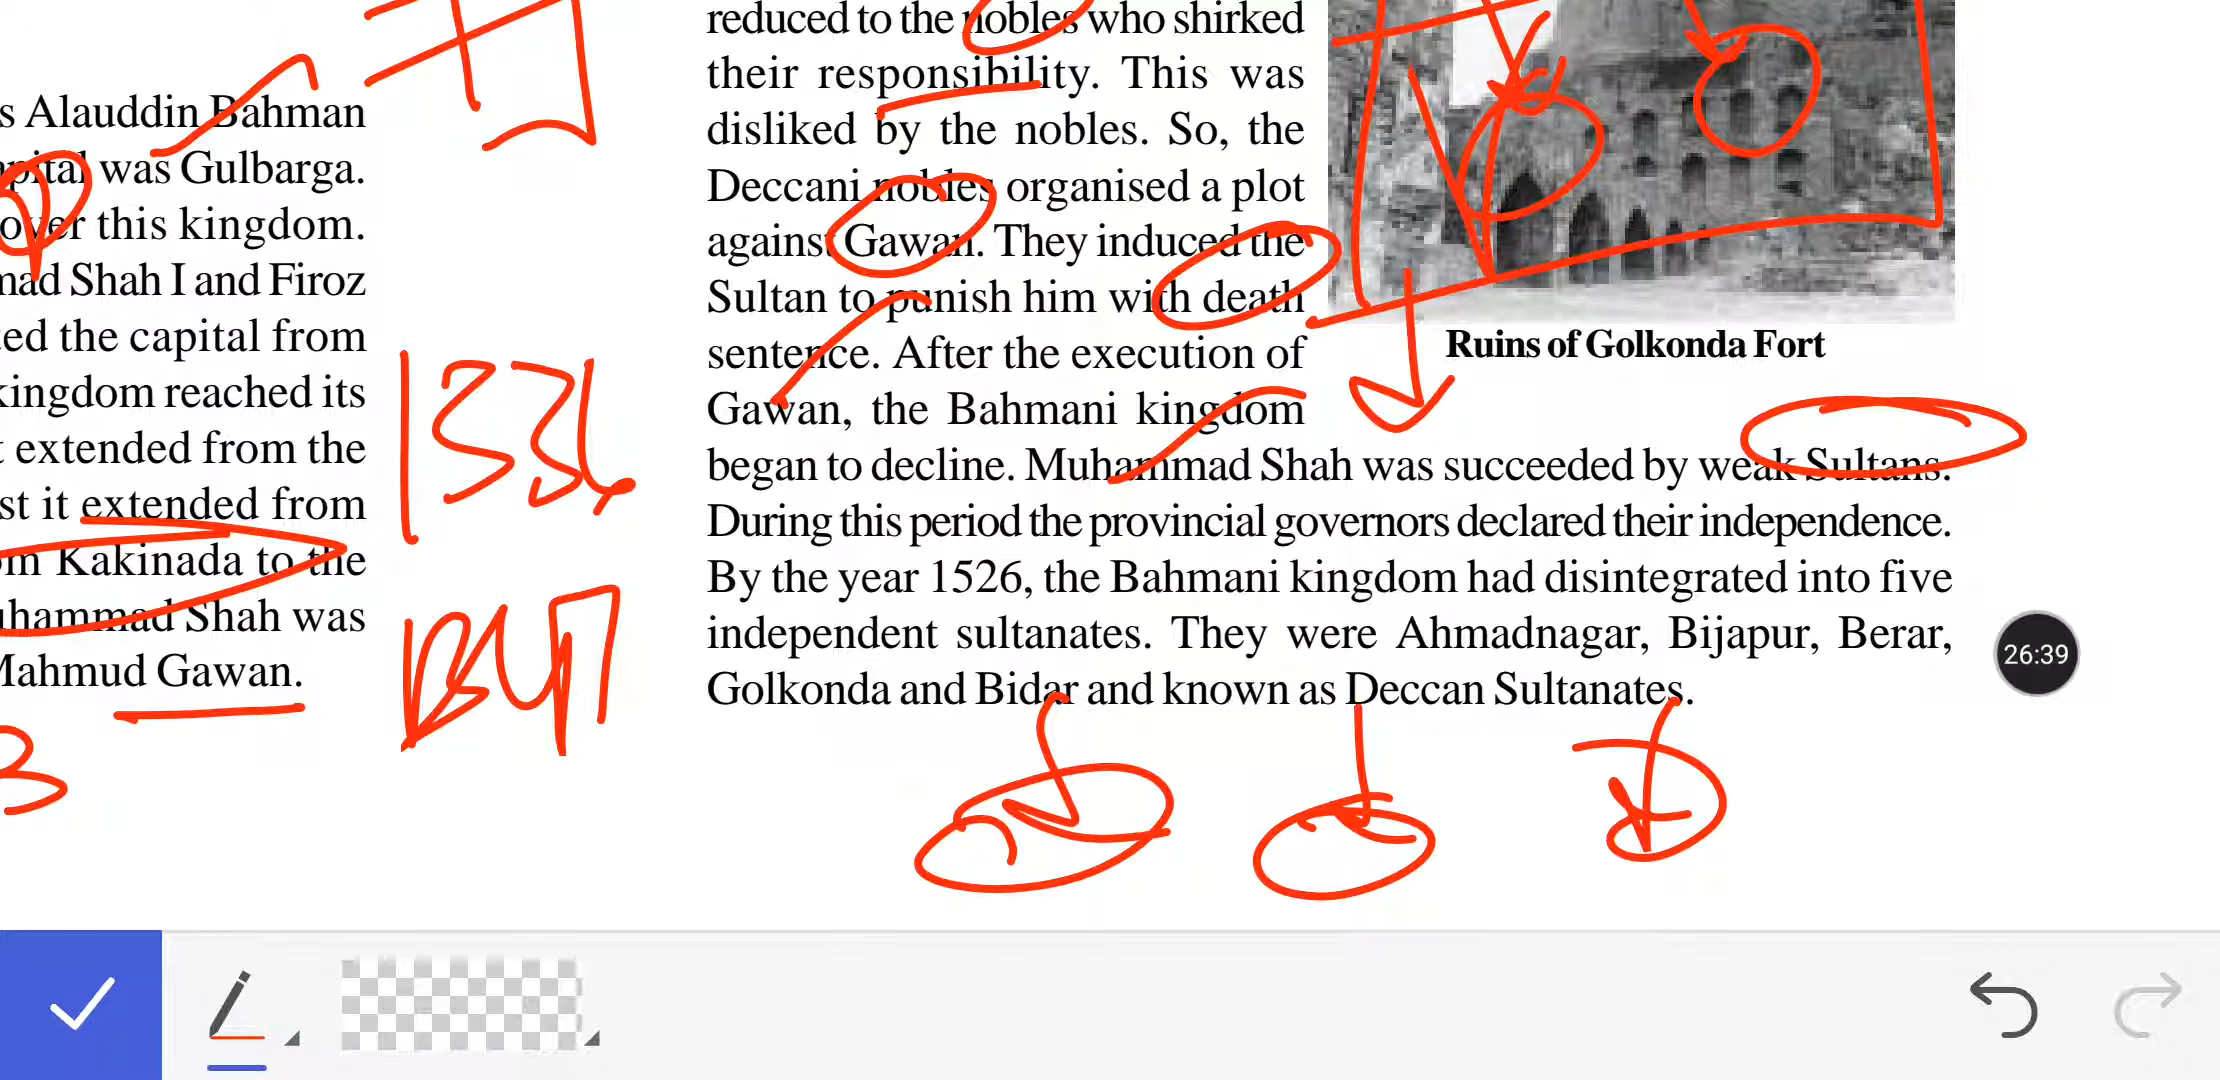 s Alauddin Bahman
apital was Gulbarga.
over this kingdom.
mad Shah I and Firoz
ed the capital from
kingdom reached its
t extended from the
st it extended from
om Kakinada to the
uhammad Shah was
Mahmud Gawan.
1336
1347
reduced to the nobles who shirked
their responsibility. This was
disliked by the nobles. So, the
Deccani nobles organised a plot
against Gawan. They induced the
Sultan to punish him with death
sentence. After the execution of
Gawan, the Bahmani kingdom
began to decline. Muhammad Shah was succeeded by weak Sultans.
During this period the provincial governors declared their independence.
By the year 1526, the Bahmani kingdom had disintegrated into five
independent sultanates. They were Ahmadnagar, Bijapur, Berar,
Golkonda and Bidar and known as Deccan Sultanates.
Ruins of Golkonda Fort
26:39